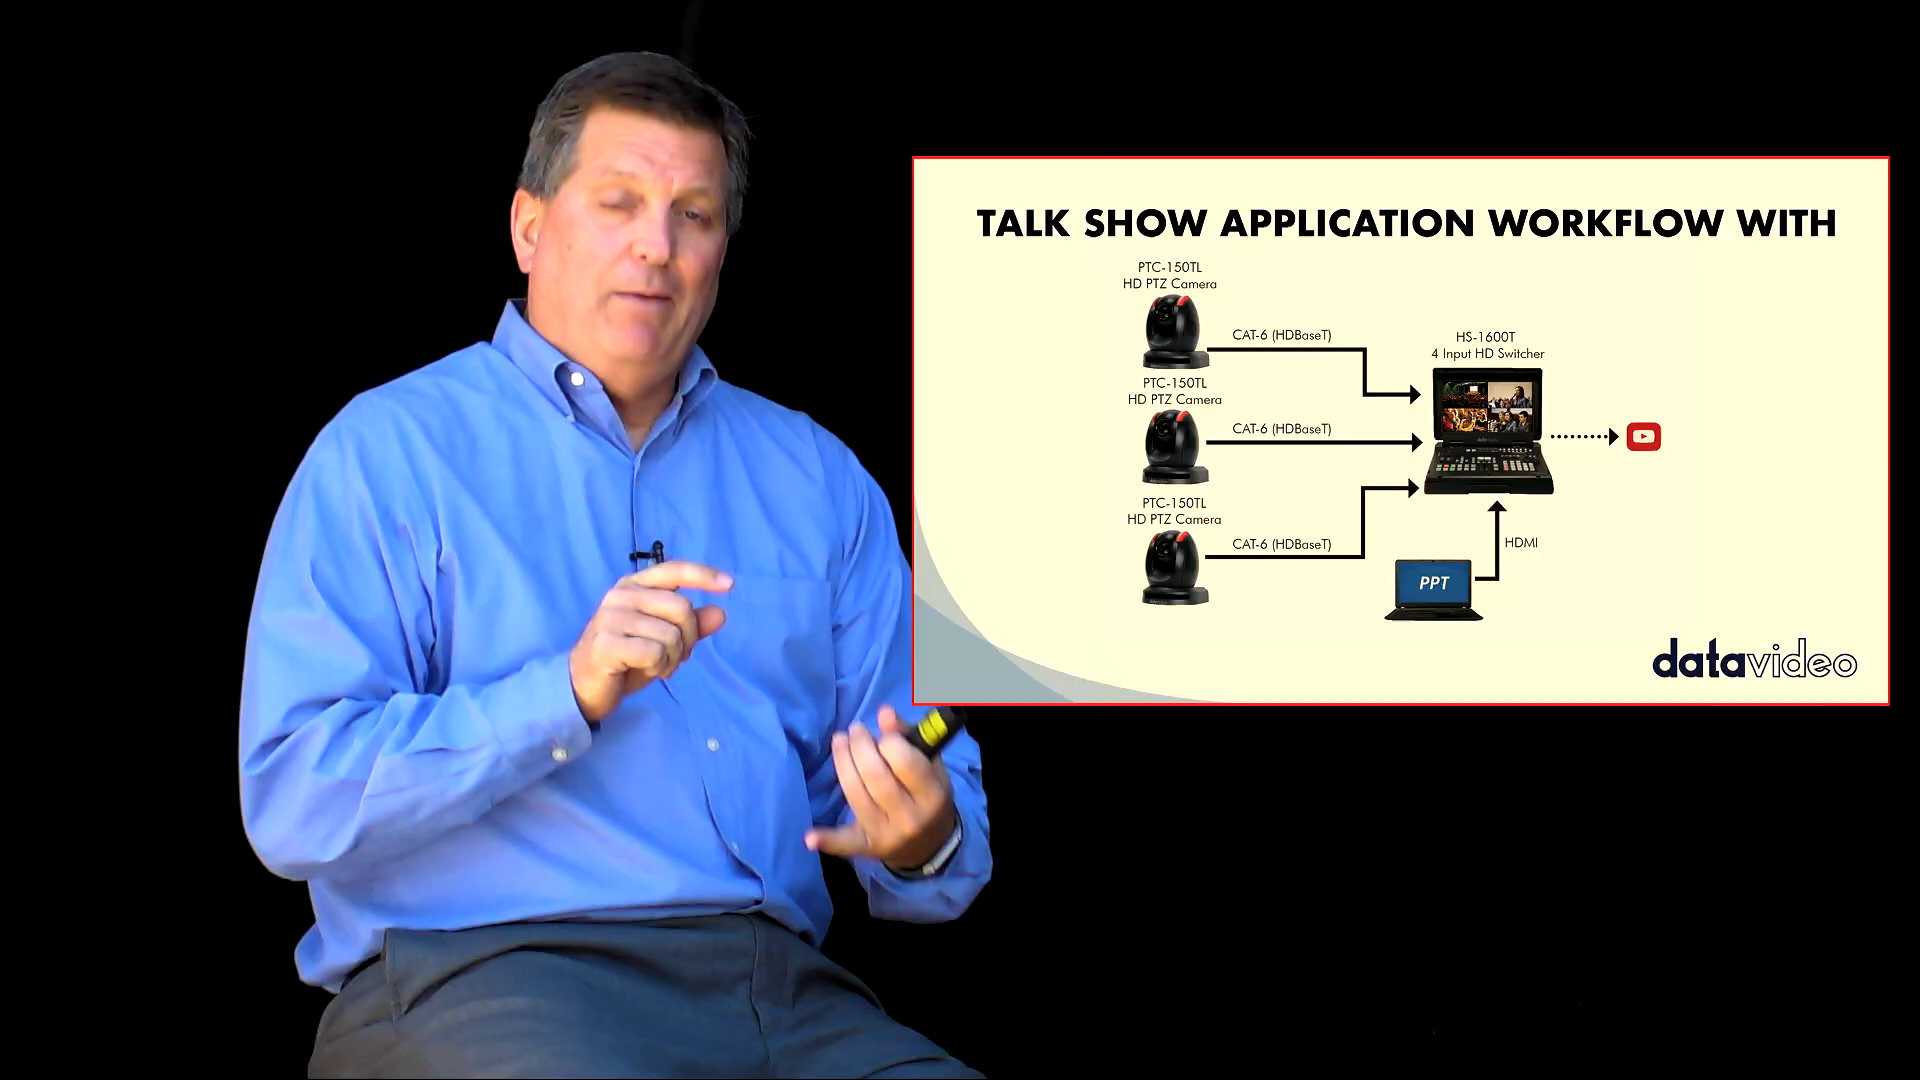 TALK SHOW APPLICATION WORKFLOW WITH
PTC-150TL
HD PTZ Camera
CAT-6 (HDBaseT)
PTC-150TL
HD PTZ Camera
CAT-6 (HDBaseT)
PTC-150TL
HD PTZ Camera
CAT-6 (HDBaseT)
HS-1600T
4 Input HD Switcher
HDMI
PPT
datavideo